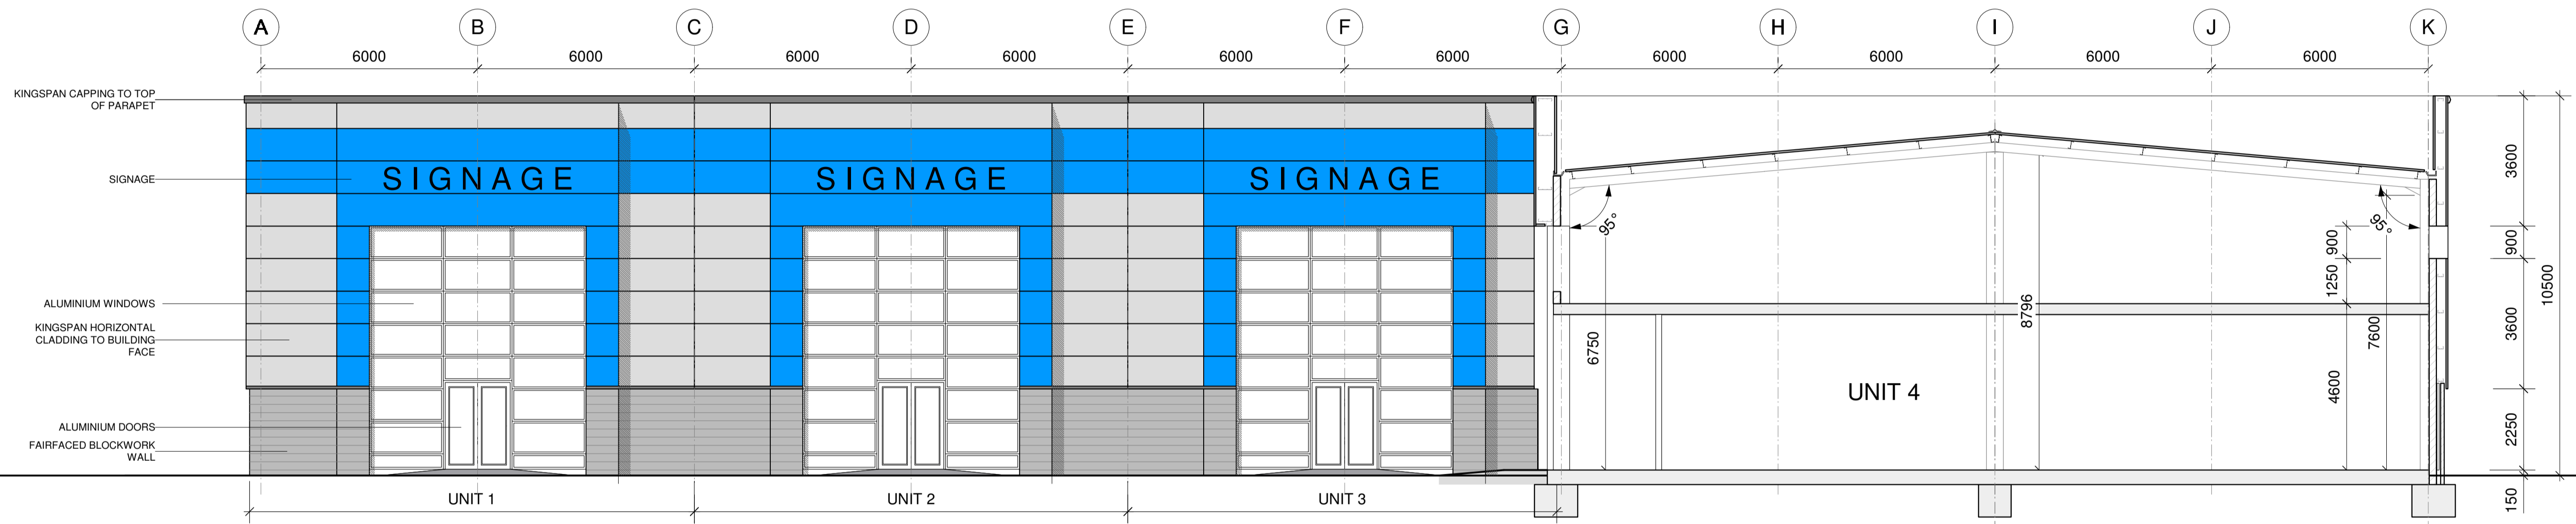 A B C D E F G H I J K
6000 6000 6000 6000 6000 6000 6000 6000 6000 6000
KINGSPAN CAPPING TO TOP
OF PARAPET
SIGNAGE
SIGNAGE SIGNAGE SIGNAGE
ALUMINIUM WINDOWS
KINGSPAN HORIZONTAL
CLADDING TO BUILDING
FACE
ALUMINIUM DOORS
FAIRFACED BLOCKWORK
WALL
UNIT 1 UNIT 2 UNIT 3
95°
6750
UNIT 4
8796
95°
7600
900
1250
4600
3600
900
3600
2250
150
10500